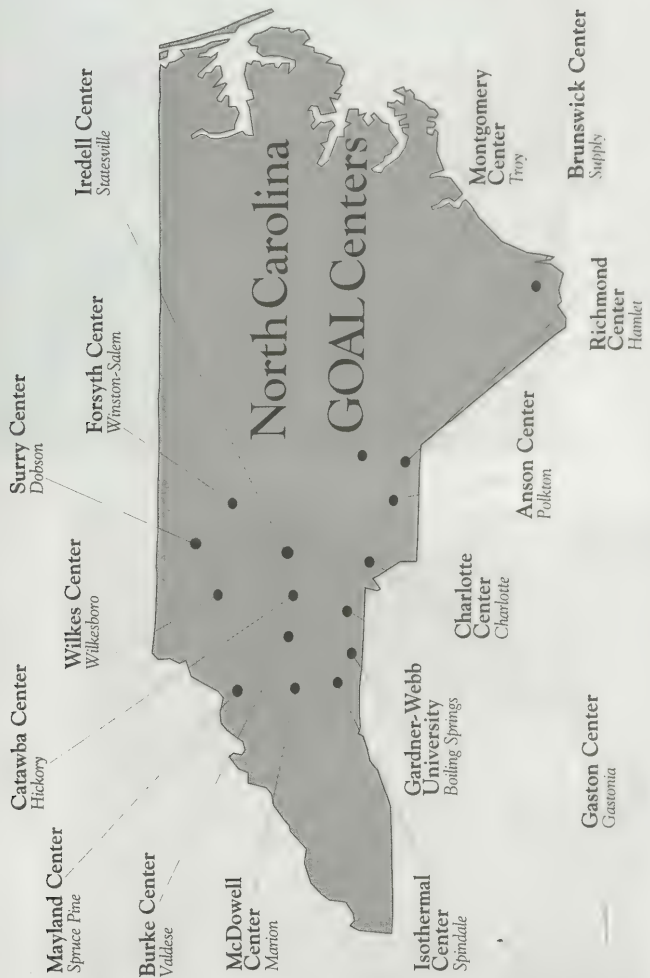 North Carolina
GOAL Centers
Mayland Center
Spruce Pine
Catawba Center
Hickory
Wilkes Center
Wilkesboro
Surry Center
Dobson
Forsyth Center
Winston-Salem
Iredell Center
Statesville
Burke Center
Valdese
McDowell
Center
Marion
Isothermal
Center
Spindale
Gardner-Webb
University
Boiling Springs
Gaston Center
Gastonia
Charlotte
Center
Charlotte
Anson Center
Polkton
Richmond
Center
Hamlet
Montgomery
Center
Troy
Brunswick Center
Supply